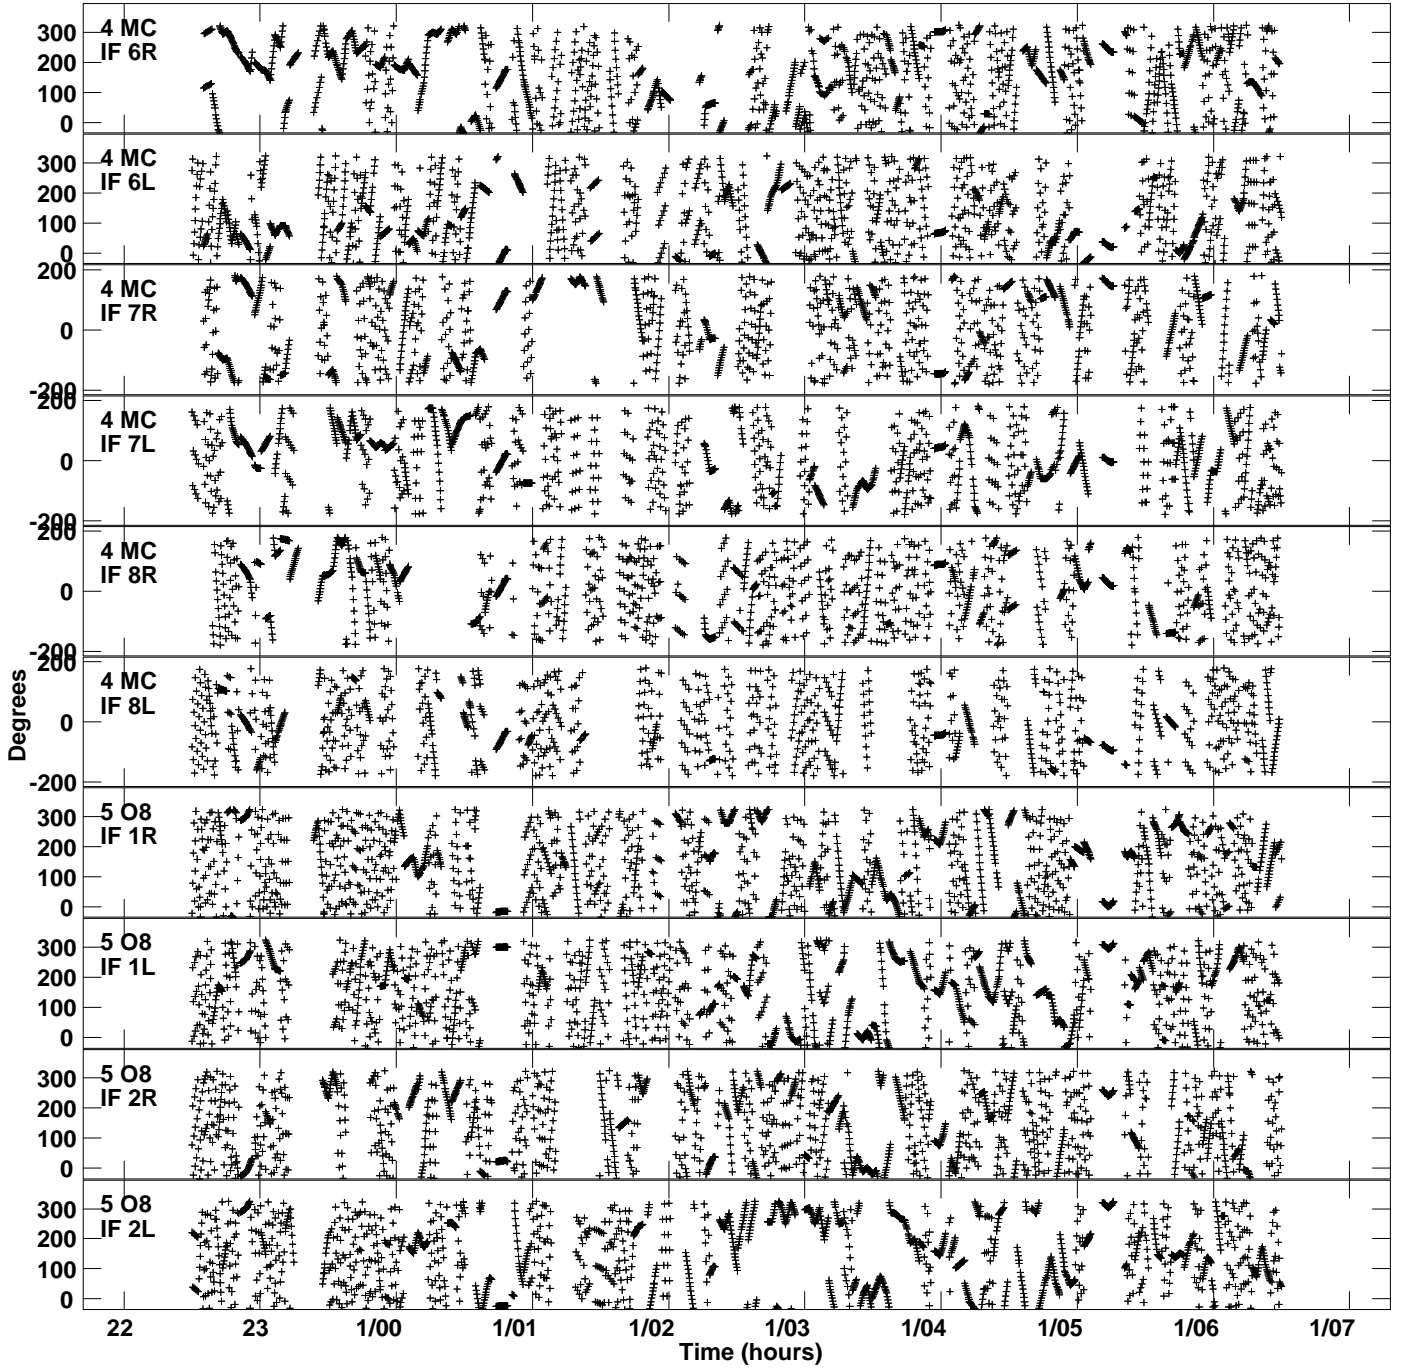 300
200
100
0
4 MC
IF 6R
300
200
100
0
4 MC
IF 6L
200
0
-200
4 MC
IF 7R
200
0
-200
4 MC
IF 7L
200
0
-200
4 MC
IF 8R
200
0
-200
4 MC
IF 8L
300
200
100
0
5 O8
IF 1R
300
200
100
0
5 O8
IF 1L
300
200
100
0
5 O8
IF 2R
300
200
100
0
5 O8
IF 2L
Degrees
22 23 1/00 1/01 1/02 1/03 1/04 1/05 1/06 1/07
Time (hours)